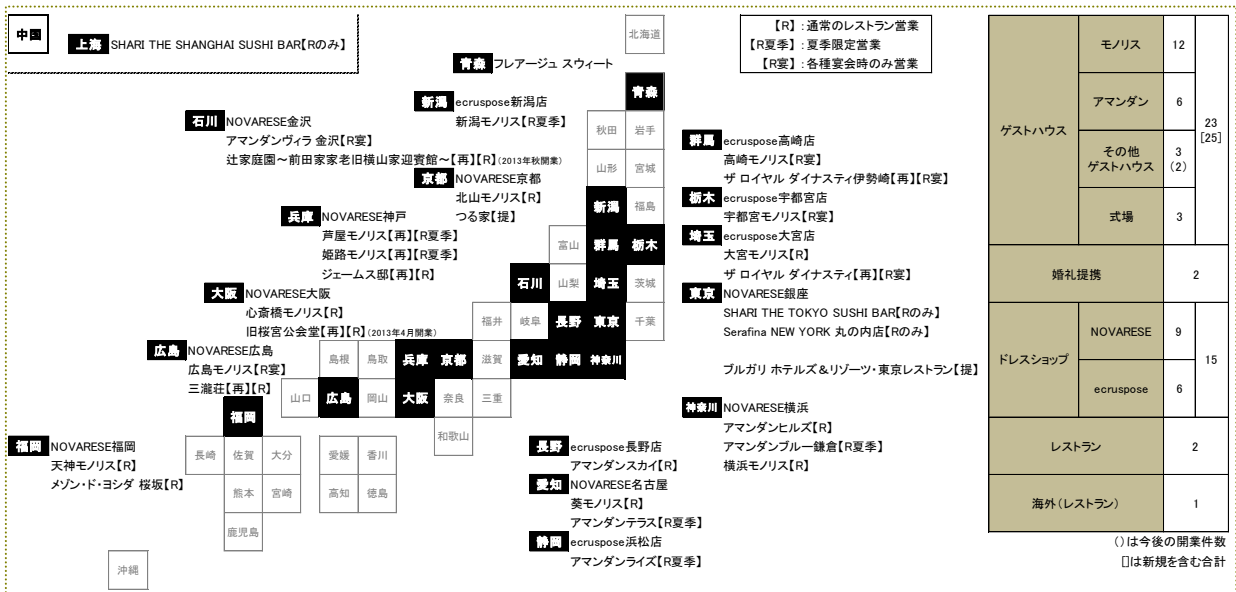 中国
上海 SHARI THE SHANGHAI SUSHI BAR【Rのみ】
【R】:通常のレストラン営業
【R夏季】:夏季限定営業
【R宴】:各種宴会時のみ営業
青森 フレアージュ スウィート
新潟 ecruspose新潟店
新潟モノリス【R夏季】
石川 NOVARESE金沢
アマンダンヴィラ 金沢【R宴】
辻家庭園~前田家家老旧横山家迎賓館~【再】【R】(2013年秋開業)
京都 NOVARESE京都
北山モノリス【R】
つる家【提】
兵庫 NOVARESE神戸
芦屋モノリス【再】【R夏季】
姫路モノリス【再】【R夏季】
ジェームス邸【再】【R】
大阪 NOVARESE大阪
心斎橋モノリス【R】
旧桜宮公会堂【再】【R】(2013年4月開業)
広島 NOVARESE広島
広島モノリス【R宴】
三瀧荘【再】【R】
福岡 NOVARESE福岡
天神モノリス【R】
メゾン・ド・ヨシダ 桜坂【R】
群馬 ecruspose高崎店
高崎モノリス【R宴】
ザ ロイヤル ダイナスティ伊勢崎【再】【R宴】
栃木 ecruspose宇都宮店
宇都宮モノリス【R宴】
埼玉 ecruspose大宮店
大宮モノリス【R】
ザ ロイヤル ダイナスティ【再】【R宴】
東京 NOVARESE銀座
SHARI THE TOKYO SUSHI BAR【Rのみ】
Serafina NEW YORK 丸の内店【Rのみ】
ブルガリ ホテルズ&リゾーツ・東京レストラン【提】
神奈川 NOVARESE横浜
アマンダンヒルズ【R】
アマンダンブルー鎌倉【R夏季】
横浜モノリス【R】
長野 ecruspose長野店
アマンダンスカイ【R】
愛知 NOVARESE名古屋
葵モノリス【R】
アマンダンテラス【R夏季】
静岡 ecruspose浜松店
アマンダンライズ【R夏季】
北海道
青森
秋田 岩手
山形 宮城
新潟 福島
富山 群馬 栃木
石川 山梨 埼玉 茨城
福井 岐阜 長野 東京 千葉
島根 鳥取 兵庫 京都 滋賀 愛知 静岡 神奈川
山口 広島 岡山 大阪 奈良 三重
福岡
和歌山
長崎 佐賀 大分 愛媛 香川
熊本 宮崎 高知 徳島
鹿児島
沖縄
ゲストハウス モノリス 12 23 [25]
アマンダン 6
その他 ゲストハウス 3 (2)
式場 3
婚礼提携 2
ドレスショップ NOVARESE 9 15
ecruspose 6
レストラン 2
海外(レストラン) 1
()は今後の開業件数
[]は新規を含む合計